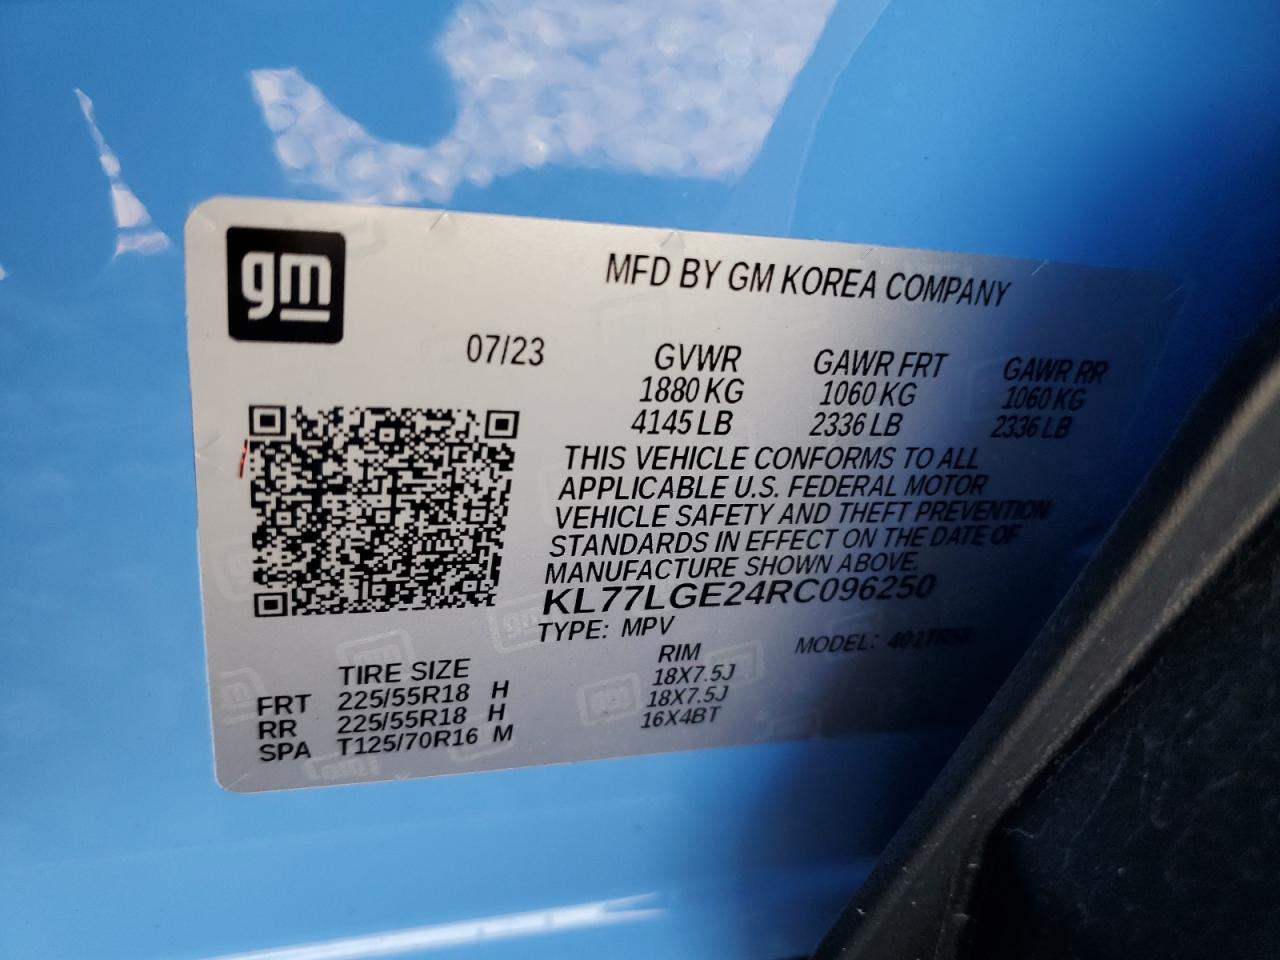 gm
MFD BY GM KOREA COMPANY
07/23 GVWR GAWR FRT GAWR RR
1880 KG 1060 KG 1060 KG
4145 LB 2336 LB 2336 LB
THIS VEHICLE CONFORMS TO ALL
APPLICABLE U.S. FEDERAL MOTOR
VEHICLE SAFETY AND THEFT PREVENTION
STANDARDS IN EFFECT ON THE DATE OF
MANUFACTURE SHOWN ABOVE.
KL77LGE24RC096250
TYPE: MPV MODEL:
TIRE SIZE RIM
FRT 225/55R18 H 18X7.5J
RR 225/55R18 H 18X7.5J
SPA T125/70R16 M 16X4BT